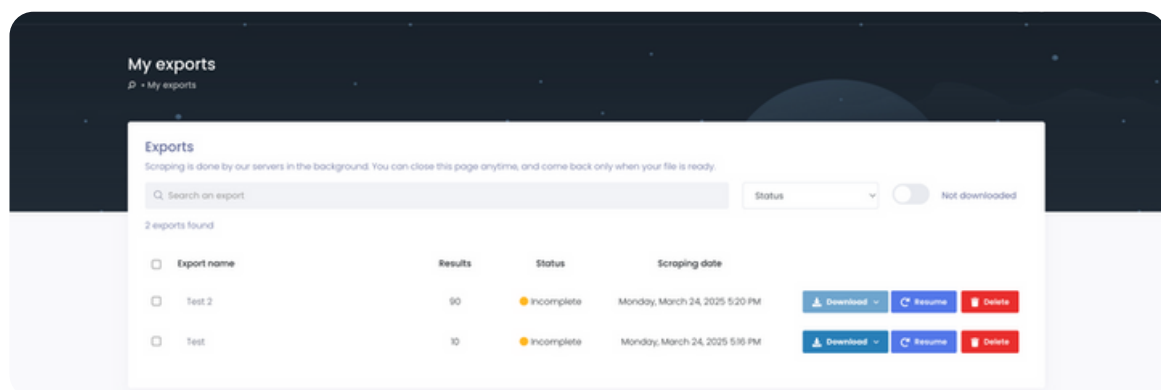 My exports
• My exports
Exports
Scraping is done by our servers in the background. You can close this page anytime, and come back only when your file is ready.
Search an export
Status
Not downloaded
2 exports found
Export name Results Status Scraping date
Test 2 90 Incomplete Monday, March 24, 2025 5:20 PM Download Resume Delete
Test 10 Incomplete Monday, March 24, 2025 5:16 PM Download Resume Delete